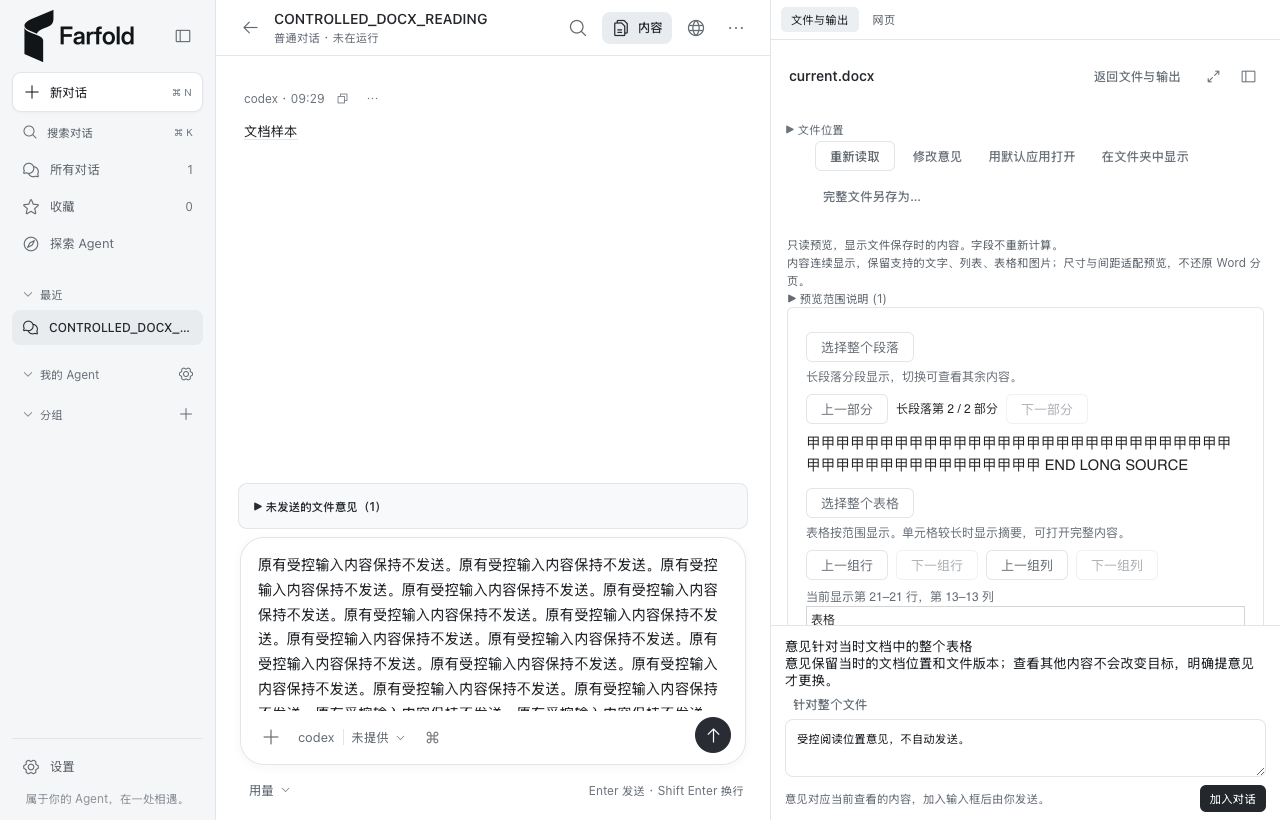 Farfold
新对话 ⌘ N
搜索对话 ⌘ K
所有对话 1
收藏 0
探索 Agent
最近
CONTROLLED_DOCX_...
我的 Agent
分组
设置
属于你的 Agent，在一处相遇。
CONTROLLED_DOCX_READING
普通对话 · 未在运行
内容
codex · 09:29
文档样本
未发送的文件意见（1）
原有受控输入内容保持不发送。原有受控输入内容保持不发送。原有受控
输入内容保持不发送。原有受控输入内容保持不发送。原有受控输入内容
保持不发送。原有受控输入内容保持不发送。原有受控输入内容保持不发
送。原有受控输入内容保持不发送。原有受控输入内容保持不发送。原有
受控输入内容保持不发送。原有受控输入内容保持不发送。原有受控输入
内容保持不发送。原有受控输入内容保持不发送。原有受控输入内容保持
不发送。原有受控输入内容保持不发送。原有受控输入内容保持不发送。
codex 未提供 ⌘
用量
Enter 发送 · Shift Enter 换行
文件与输出 网页
current.docx 返回文件与输出
文件位置
重新读取 修改意见 用默认应用打开 在文件夹中显示
完整文件另存为...
只读预览，显示文件保存时的内容。字段不重新计算。
内容连续显示，保留支持的文字、列表、表格和图片；尺寸与间距适配预览，不还原 Word 分
页。
预览范围说明 (1)
选择整个段落
长段落分段显示，切换可查看其余内容。
上一部分 长段落第 2 / 2 部分 下一部分
甲甲甲甲甲甲甲甲甲甲甲甲甲甲甲甲甲甲甲甲甲甲甲甲甲甲甲甲甲
甲甲甲甲甲甲甲甲甲甲甲甲甲甲甲甲 END LONG SOURCE
选择整个表格
表格按范围显示。单元格较长时显示摘要，可打开完整内容。
上一组行 下一组行 上一组列 下一组列
当前显示第 21–21 行，第 13–13 列
表格
意见针对当时文档中的整个表格
意见保留当时的文档位置和文件版本；查看其他内容不会改变目标，明确提意见
才更换。
针对整个文件
受控阅读位置意见，不自动发送。
意见对应当前查看的内容，加入输入框后由你发送。
加入对话